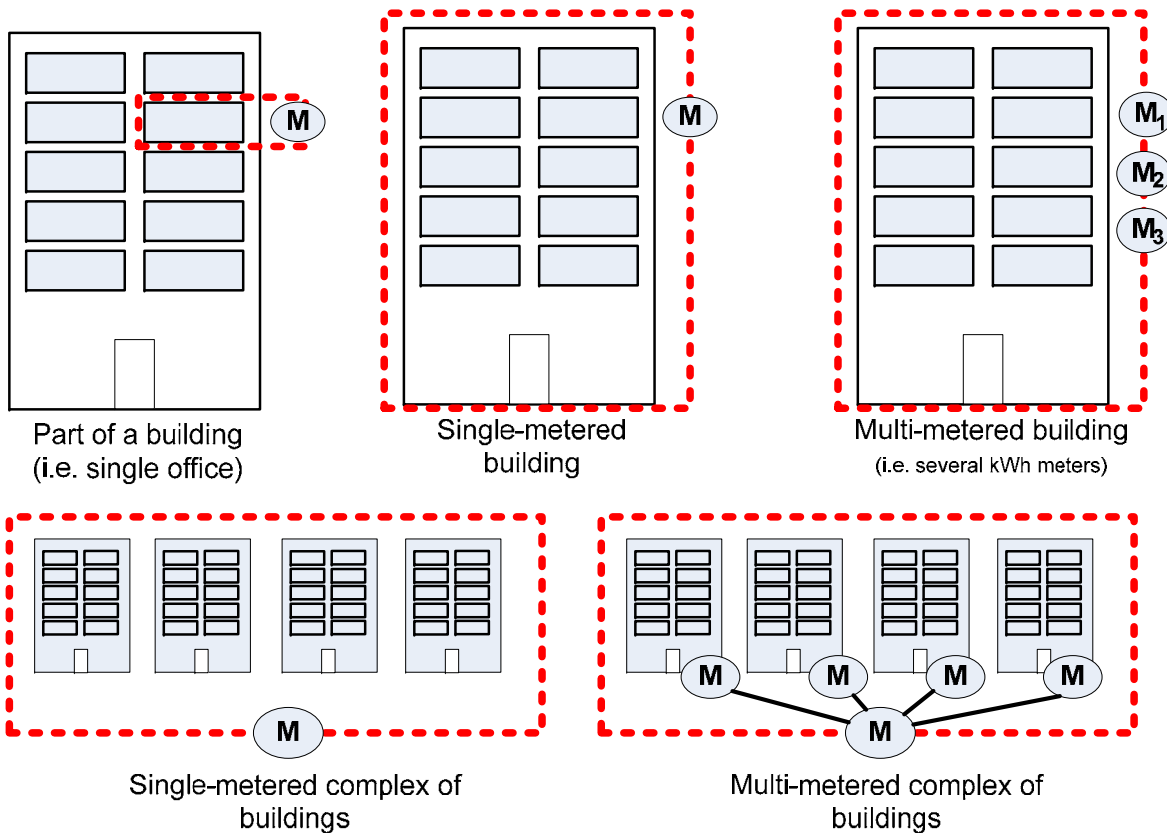 M
M
M1
M2
M3
Part of a building
(i.e. single office)
Single-metered
building
Multi-metered building
(i.e. several kWh meters)
M
M
M
M
M
M
Single-metered complex of
buildings
Multi-metered complex of
buildings